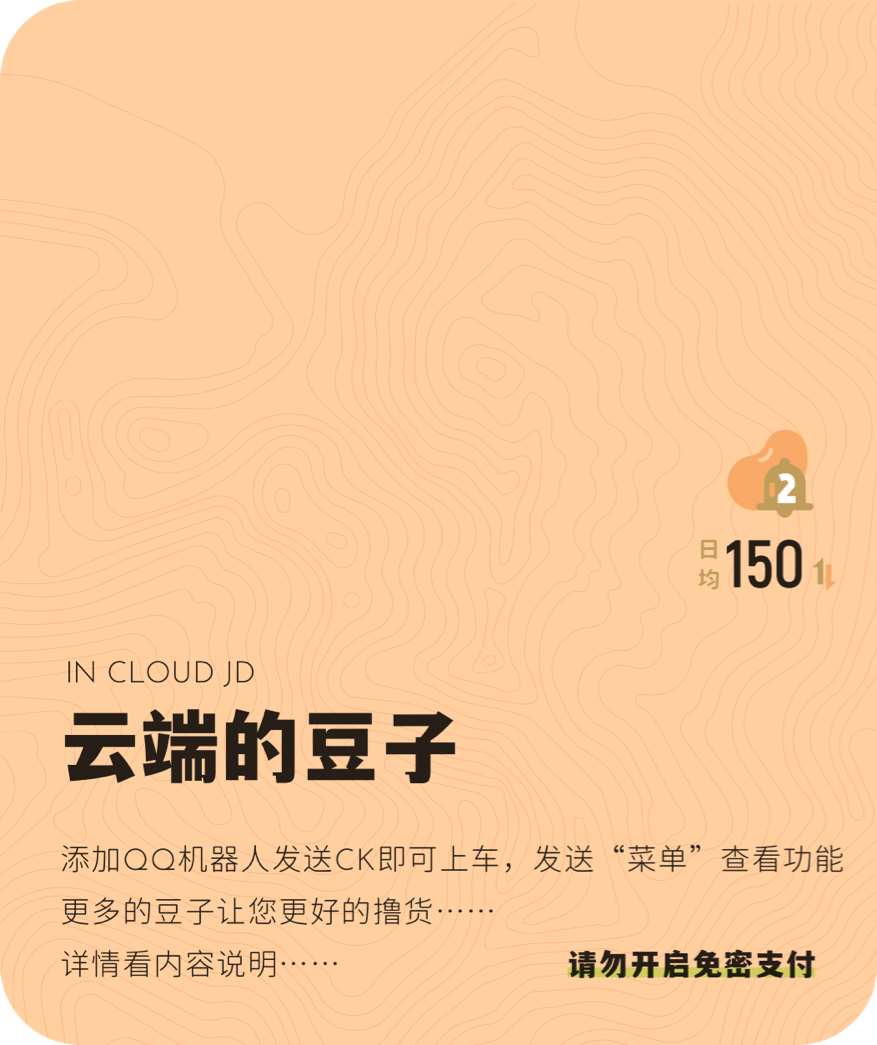 2
日均 150
IN CLOUD JD
云端的豆子
添加QQ机器人发送CK即可上车，发送“菜单”查看功能
更多的豆子让您更好的撸货……
详情看内容说明……
请勿开启免密支付